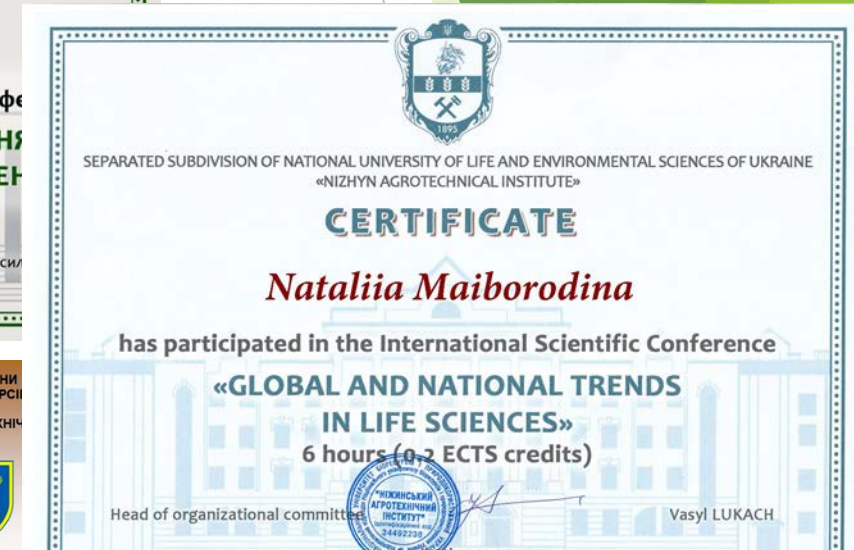 1895
SEPARATED SUBDIVISION OF NATIONAL UNIVERSITY OF LIFE AND ENVIRONMENTAL SCIENCES OF UKRAINE
«NIZHYN AGROTECHNICAL INSTITUTE»
CERTIFICATE
Nataliia Maiborodina
has participated in the International Scientific Conference
«GLOBAL AND NATIONAL TRENDS
IN LIFE SCIENCES»
6 hours (0.2 ECTS credits)
"НІЖИНСЬКИЙ
АГРОТЕХНІЧНИЙ
ІНСТИТУТ"
34492238
Head of organizational committee
Vasyl LUKACH